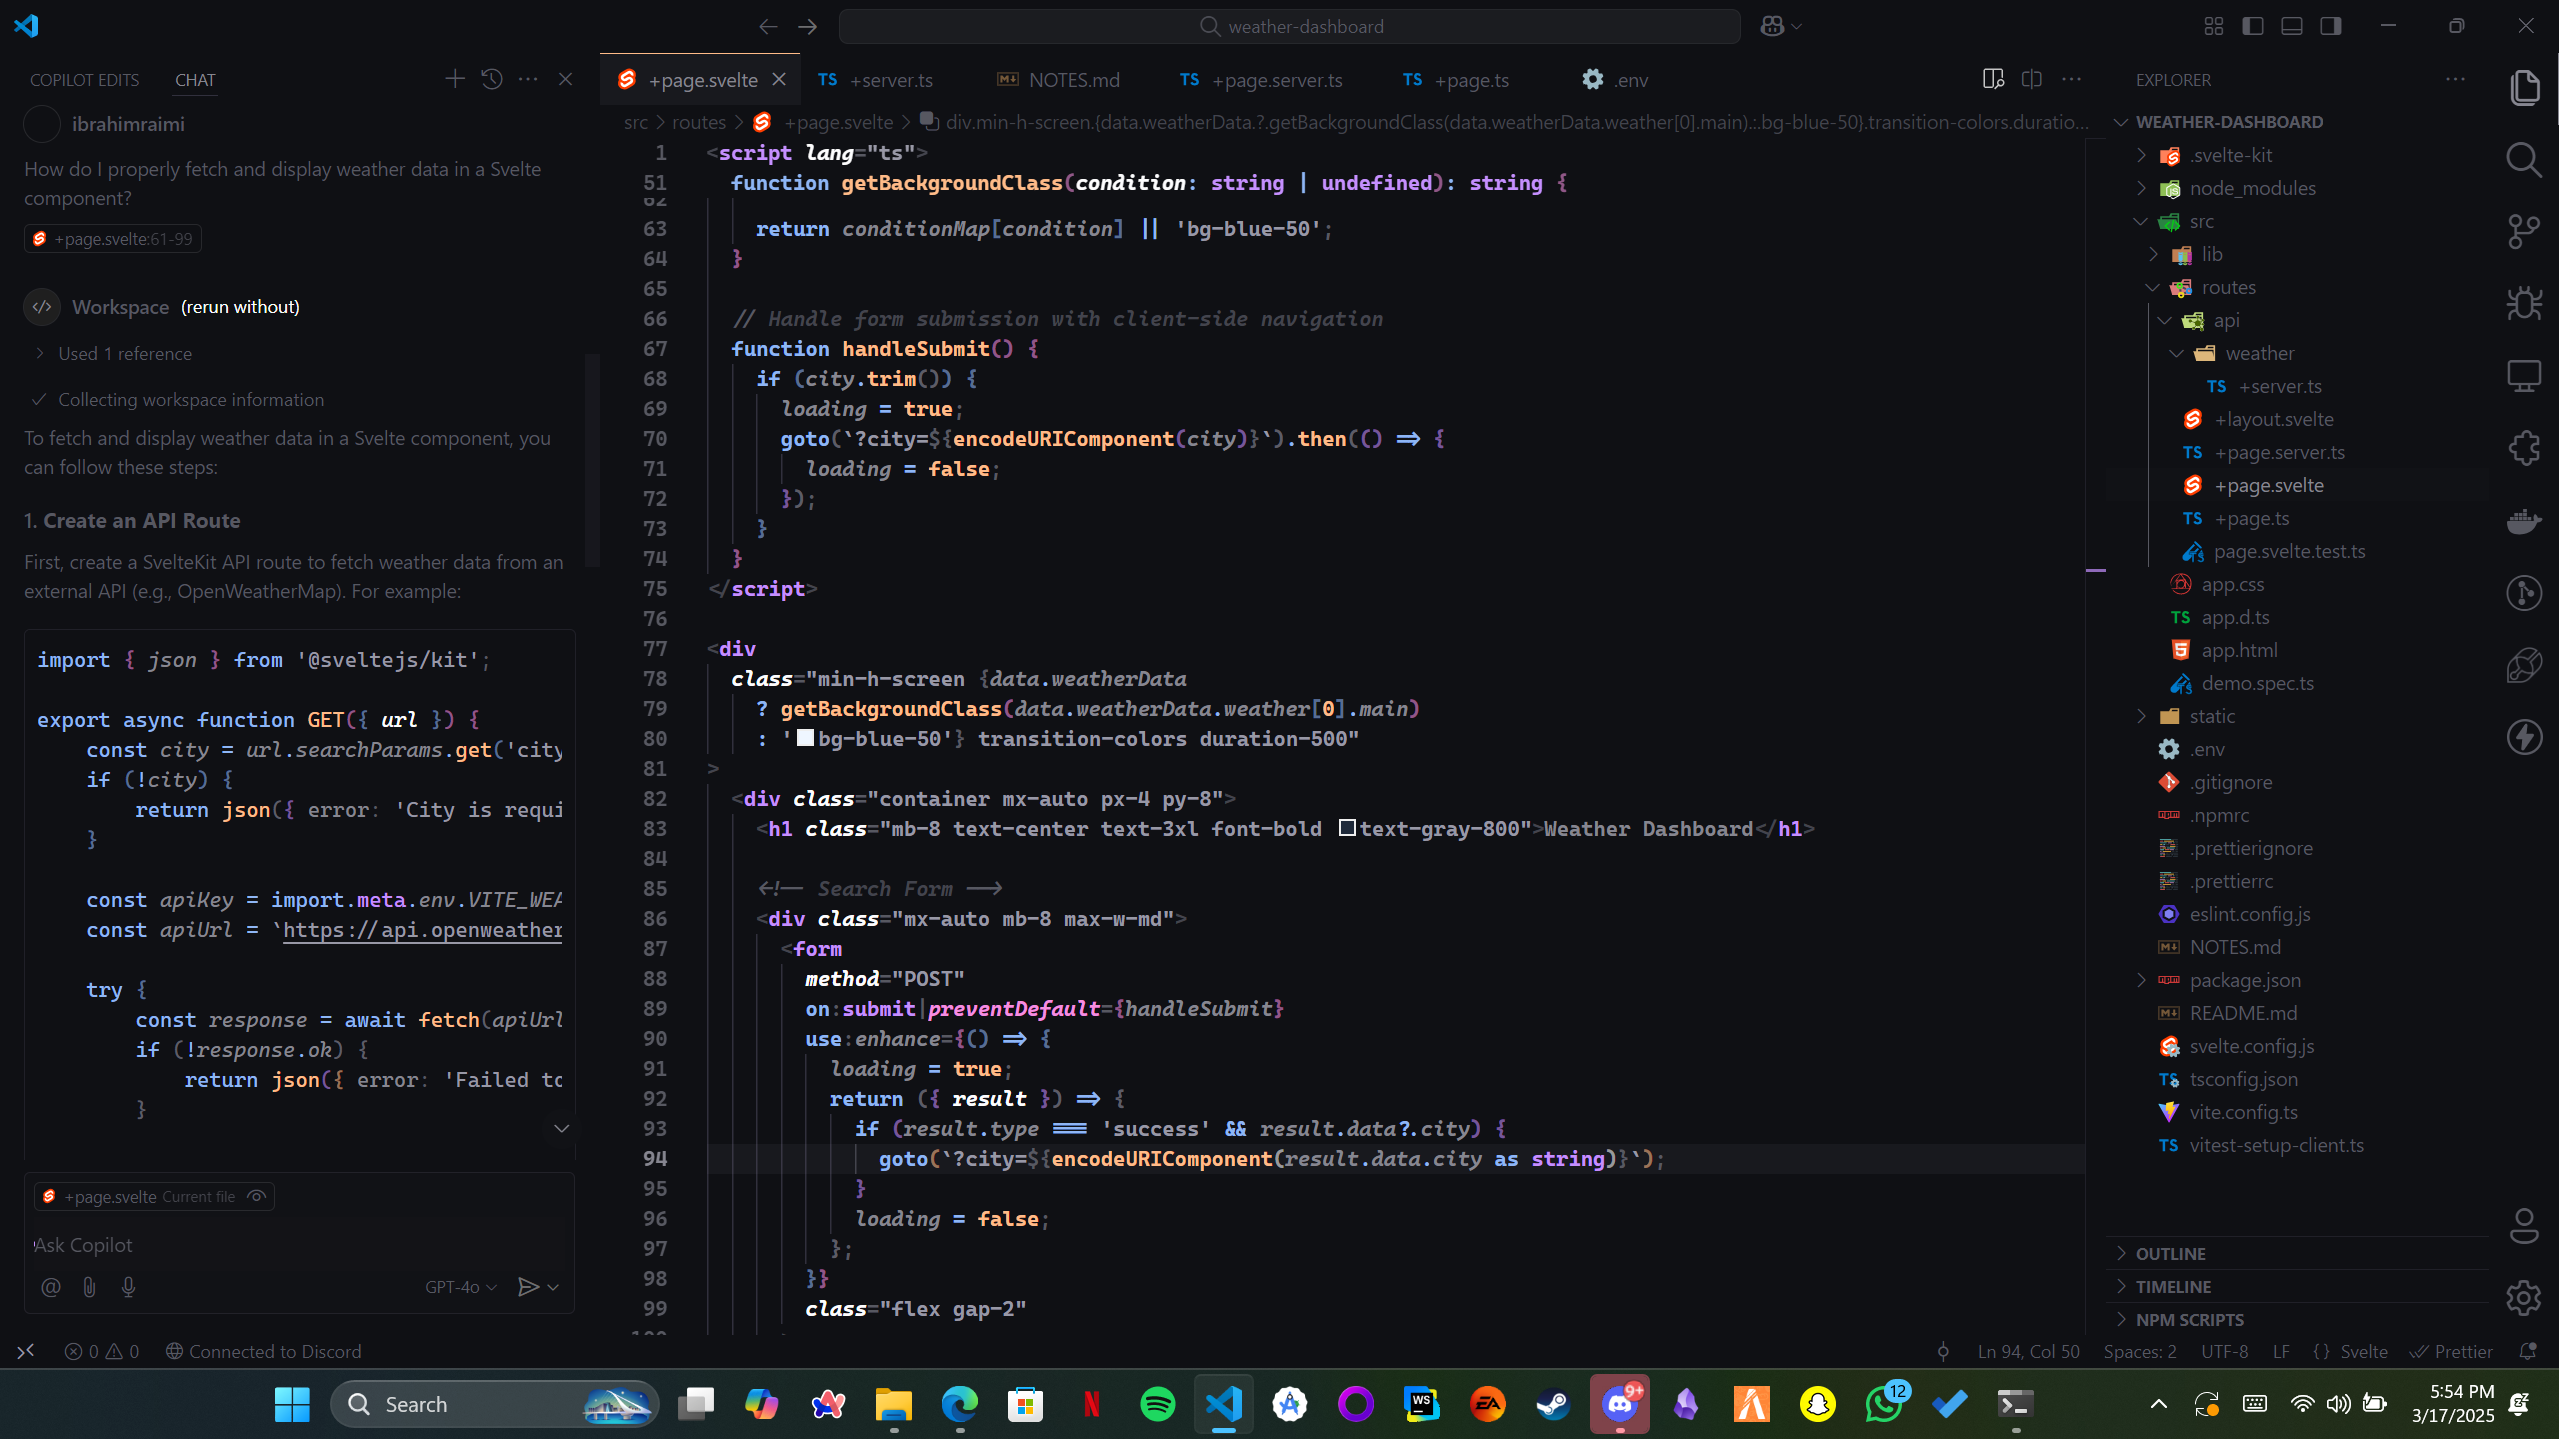 weather-dashboard
COPILOT EDITS
CHAT
ibrahimraimi
How do I properly fetch and display weather data in a Svelte
component?
+page.svelte:61-99
Workspace (rerun without)
Used 1 reference
Collecting workspace information
To fetch and display weather data in a Svelte component, you
can follow these steps:
1. Create an API Route
First, create a SvelteKit API route to fetch weather data from an
external API (e.g., OpenWeatherMap). For example:
import { json } from '@sveltejs/kit';
export async function GET({ url }) {
const city = url.searchParams.get('city
if (!city) {
return json({ error: 'City is requi
}
const apiKey = import.meta.env.VITE_WEA
const apiUrl = `https://api.openweather
try {
const response = await fetch(apiUrl
if (!response.ok) {
return json({ error: 'Failed to
}
+page.svelte Current file
Ask Copilot
GPT-4o
+page.svelte
TS +server.ts
NOTES.md
TS +page.server.ts
TS +page.ts
.env
src > routes > +page.svelte > div.min-h-screen.{data.weatherData.?.getBackgroundClass(data.weatherData.weather[0].main).:.bg-blue-50}.transition-colors.duratio...
1 <script lang="ts">
51 function getBackgroundClass(condition: string | undefined): string {
62
63 return conditionMap[condition] || 'bg-blue-50';
64 }
65
66 // Handle form submission with client-side navigation
67 function handleSubmit() {
68 if (city.trim()) {
69 loading = true;
70 goto(`?city=${encodeURIComponent(city)}`).then(() => {
71 loading = false;
72 });
73 }
74 }
75 </script>
76
77 <div
78 class="min-h-screen {data.weatherData
79 ? getBackgroundClass(data.weatherData.weather[0].main)
80 : 'bg-blue-50'} transition-colors duration-500"
81 >
82 <div class="container mx-auto px-4 py-8">
83 <h1 class="mb-8 text-center text-3xl font-bold text-gray-800">Weather Dashboard</h1>
84
85 <!-- Search Form -->
86 <div class="mx-auto mb-8 max-w-md">
87 <form
88 method="POST"
89 on:submit|preventDefault={handleSubmit}
90 use:enhance={() => {
91 loading = true;
92 return ({ result }) => {
93 if (result.type === 'success' && result.data?.city) {
94 goto(`?city=${encodeURIComponent(result.data.city as string)}`);
95 }
96 loading = false;
97 };
98 }}
99 class="flex gap-2"
EXPLORER
WEATHER-DASHBOARD
.svelte-kit
node_modules
src
lib
routes
api
weather
TS +server.ts
+layout.svelte
TS +page.server.ts
+page.svelte
TS +page.ts
page.svelte.test.ts
app.css
TS app.d.ts
app.html
demo.spec.ts
static
.env
.gitignore
.npmrc
.prettierignore
.prettierrc
eslint.config.js
NOTES.md
package.json
README.md
svelte.config.js
TS tsconfig.json
vite.config.ts
TS vitest-setup-client.ts
OUTLINE
TIMELINE
NPM SCRIPTS
0 0 Connected to Discord
Ln 94, Col 50
Spaces: 2
UTF-8
LF
{ } Svelte
Prettier
Search
N
WS
EA
9+
12
5:54 PM
3/17/2025